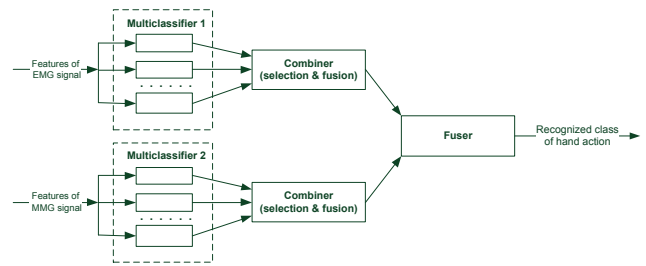 Multiclassifier 1
Features of
EMG signal
. . . . . .
Combiner
(selection & fusion)
Fuser
Recognized class
of hand action
Multiclassifier 2
Features of
MMG signal
. . . . . .
Combiner
(selection & fusion)